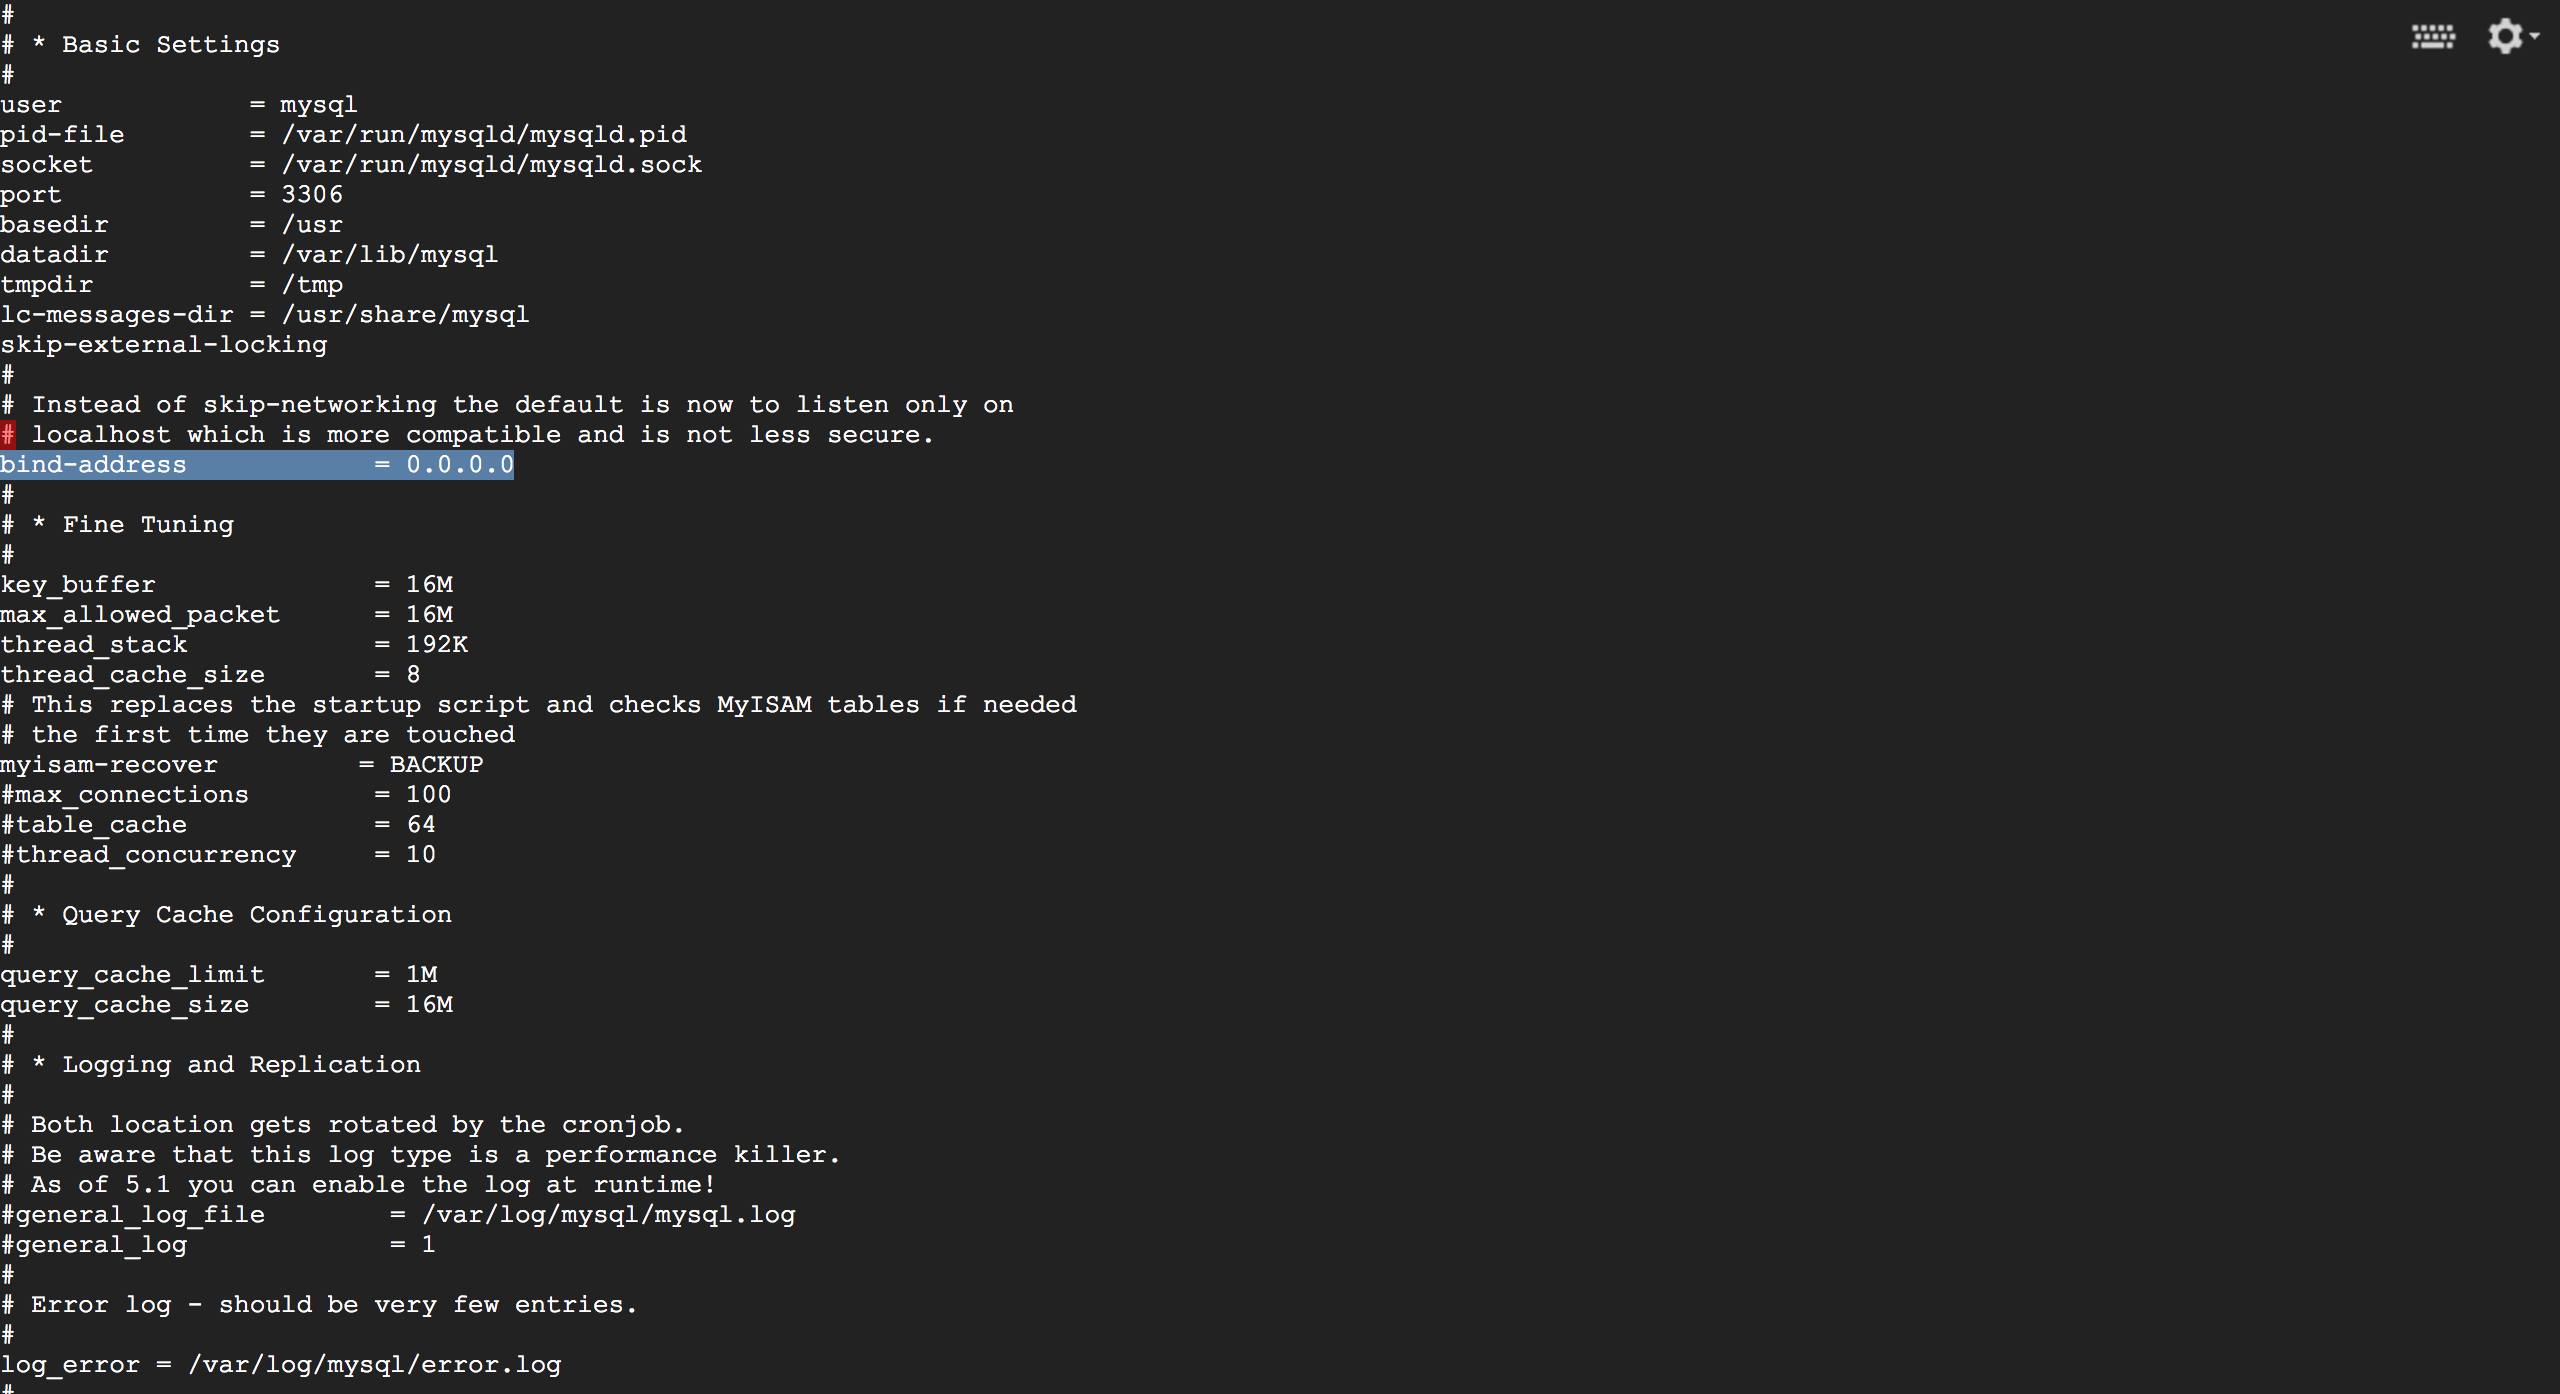 #
# * Basic Settings
#
user            = mysql
pid-file        = /var/run/mysqld/mysqld.pid
socket          = /var/run/mysqld/mysqld.sock
port            = 3306
basedir         = /usr
datadir         = /var/lib/mysql
tmpdir          = /tmp
lc-messages-dir = /usr/share/mysql
skip-external-locking
#
# Instead of skip-networking the default is now to listen only on
# localhost which is more compatible and is not less secure.
bind-address            = 0.0.0.0
#
# * Fine Tuning
#
key_buffer              = 16M
max_allowed_packet      = 16M
thread_stack            = 192K
thread_cache_size       = 8
# This replaces the startup script and checks MyISAM tables if needed
# the first time they are touched
myisam-recover         = BACKUP
#max_connections        = 100
#table_cache            = 64
#thread_concurrency     = 10
#
# * Query Cache Configuration
#
query_cache_limit       = 1M
query_cache_size        = 16M
#
# * Logging and Replication
#
# Both location gets rotated by the cronjob.
# Be aware that this log type is a performance killer.
# As of 5.1 you can enable the log at runtime!
#general_log_file        = /var/log/mysql/mysql.log
#general_log             = 1
#
# Error log - should be very few entries.
#
log_error = /var/log/mysql/error.log
#